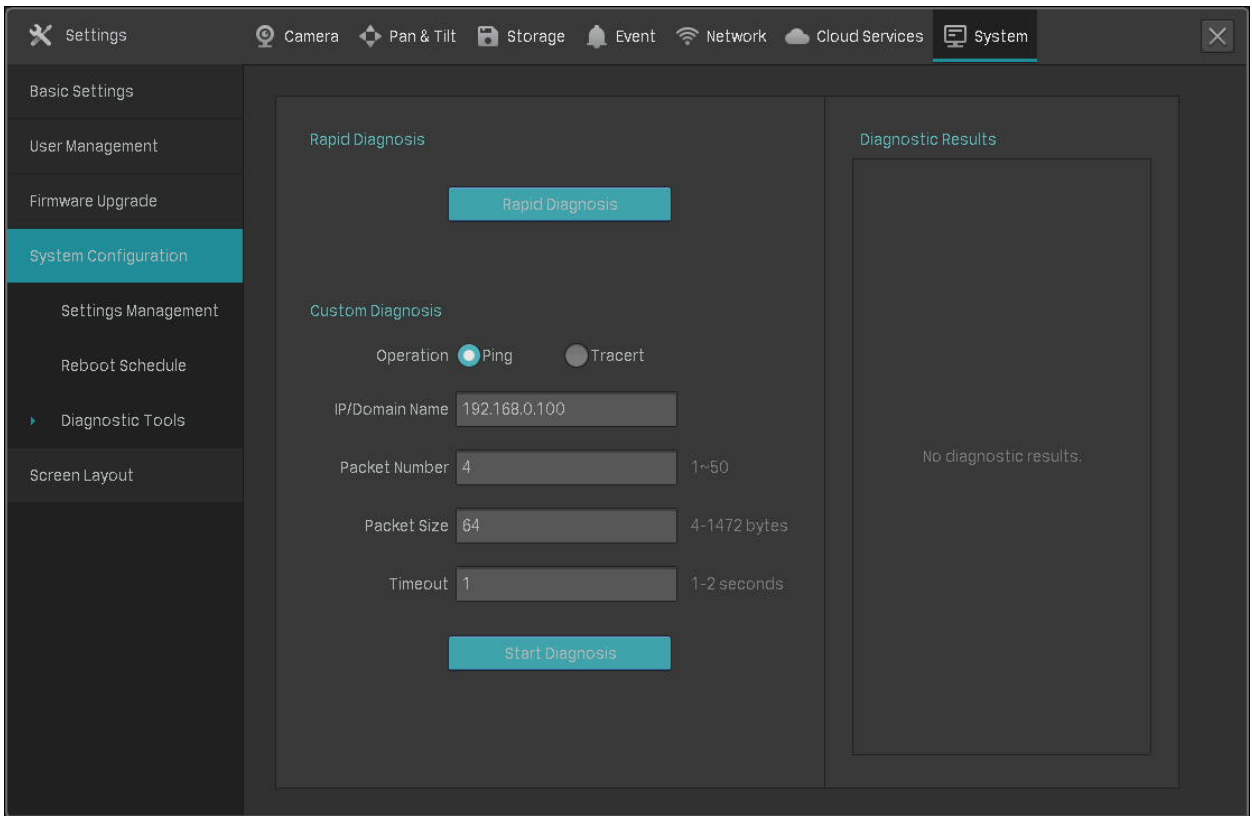 Settings
Camera
Pan & Tilt
Storage
Event
Network
Cloud Services
System
Basic Settings
User Management
Firmware Upgrade
System Configuration
Settings Management
Reboot Schedule
Diagnostic Tools
Screen Layout
Rapid Diagnosis
Rapid Diagnosis
Custom Diagnosis
Operation Ping Tracert
IP/Domain Name 192.168.0.100
Packet Number 4 1~50
Packet Size 64 4-1472 bytes
Timeout 1 1-2 seconds
Start Diagnosis
Diagnostic Results
No diagnostic results.